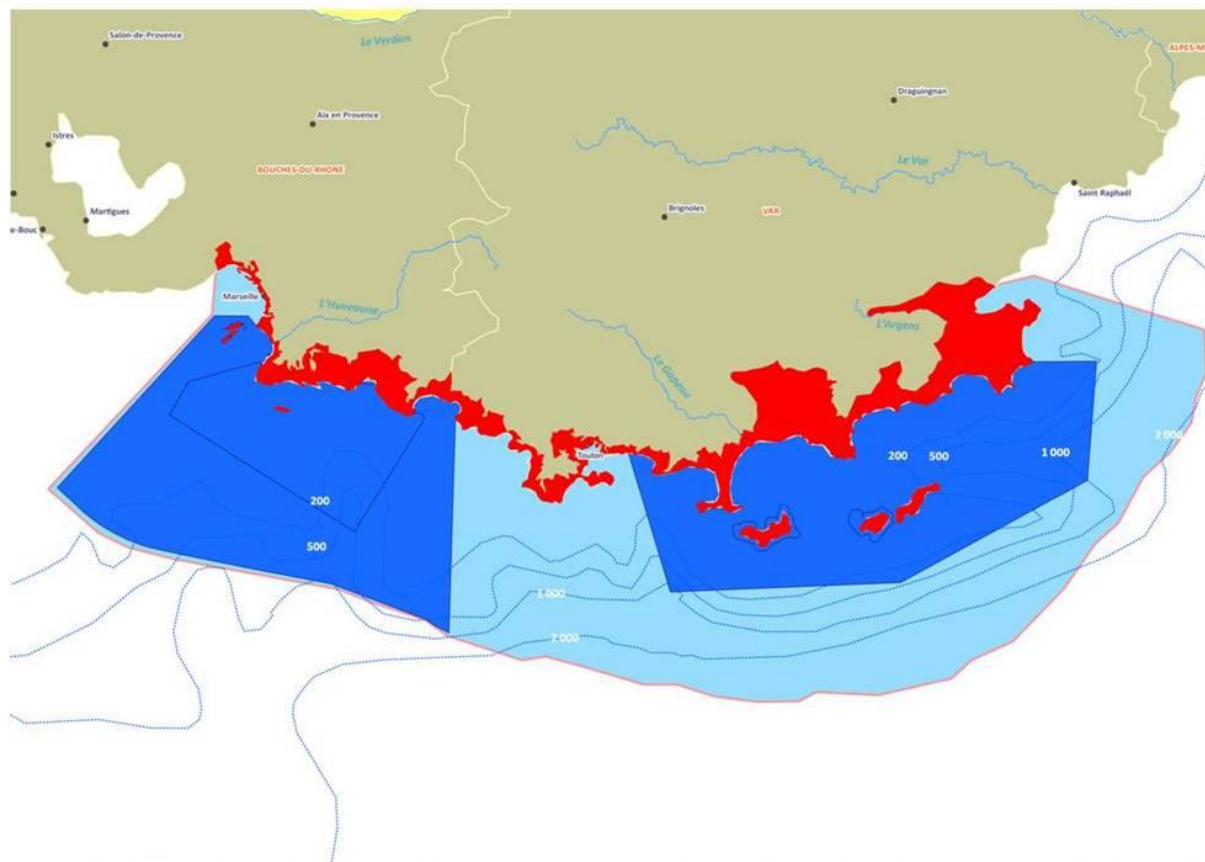 Salon-de-Provence
Le Verdon
ALPES-M
Draguingnan
Aix en Provence
Istres
Le Var
BOUCHES-DU-RHONE
Saint Raphaël
Martigues
Brignoles
VAR
e-Bouc
Marseille
L'Huveaune
L'Argens
Le Gapeau
2 000
Toulon
200
500
1 000
200
500
1 000
2 000